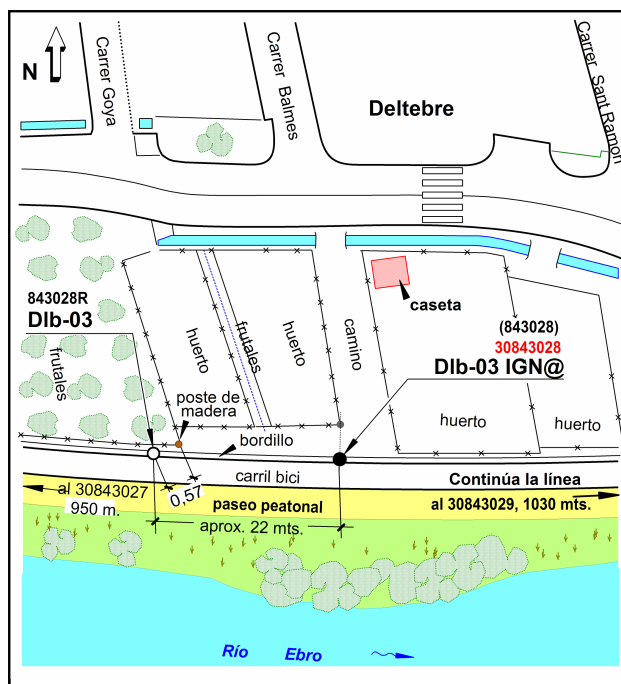 N
Carrer Goya
Carrer Balmes
Carrer Sant Ramon
Deltebre
843028R
Dlb-03
frutales
huerto
frutales
huerto
camino
caseta
(843028)
30843028
Dlb-03 IGN@
poste de
madera
bordillo
huerto
huerto
carril bici
al 30843027
950 m.
0,57
paseo peatonal
aprox. 22 mts.
Continúa la línea
al 30843029, 1030 mts.
Río Ebro